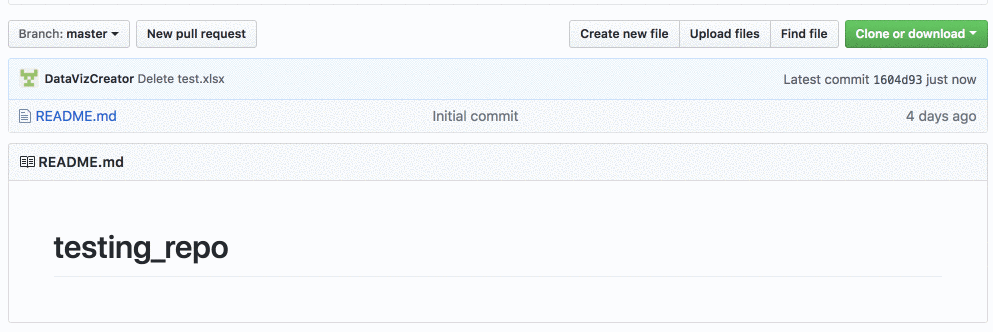 Branch: master New pull request Create new file Upload files Find file Clone or download
DataVizCreator Delete test.xlsx Latest commit 1604d93 just now
README.md Initial commit 4 days ago
README.md
testing_repo